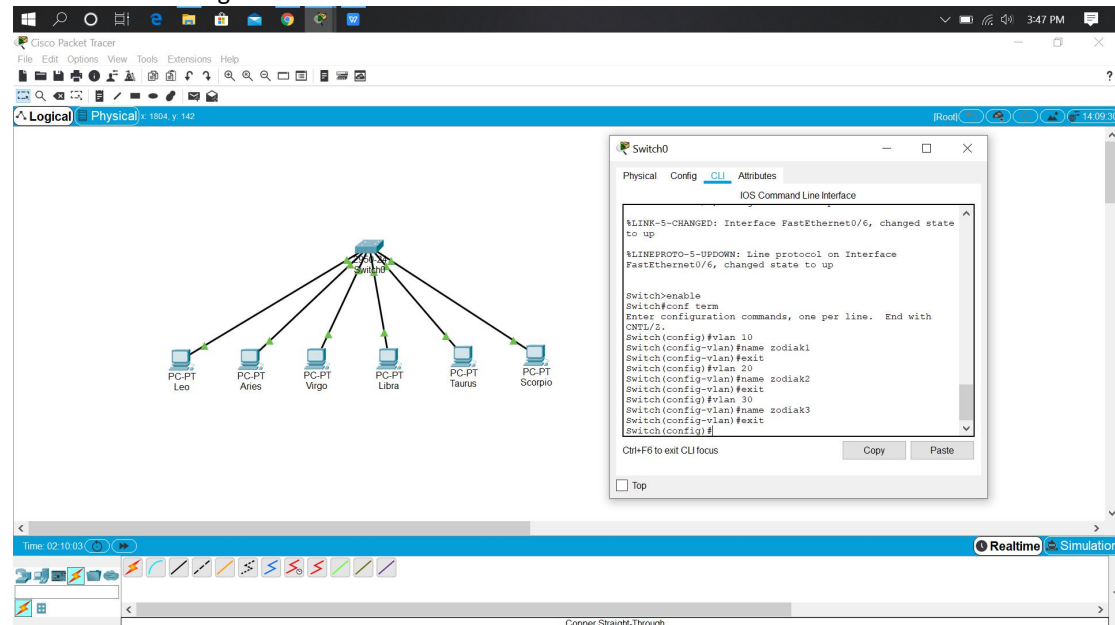 3:47 PM
Cisco Packet Tracer
File Edit Options View Tools Extensions Help
?
Logical Physical x: 1804, y: 142
[Root]
14:09:30
2950-24
Switch0
PC-PT
Leo
PC-PT
Aries
PC-PT
Virgo
PC-PT
Libra
PC-PT
Taurus
PC-PT
Scorpio
Switch0
Physical Config CLI Attributes
IOS Command Line Interface
%LINK-5-CHANGED: Interface FastEthernet0/6, changed state
to up
%LINEPROTO-5-UPDOWN: Line protocol on Interface
FastEthernet0/6, changed state to up
Switch>enable
Switch#conf term
Enter configuration commands, one per line. End with
CNTL/Z.
Switch(config)#vlan 10
Switch(config-vlan)#name zodiak1
Switch(config-vlan)#exit
Switch(config)#vlan 20
Switch(config-vlan)#name zodiak2
Switch(config-vlan)#exit
Switch(config)#vlan 30
Switch(config-vlan)#name zodiak3
Switch(config-vlan)#exit
Switch(config)#
Ctrl+F6 to exit CLI focus
Copy Paste
Top
Time: 02:10:03
Realtime Simulation
Copper Straight-Through